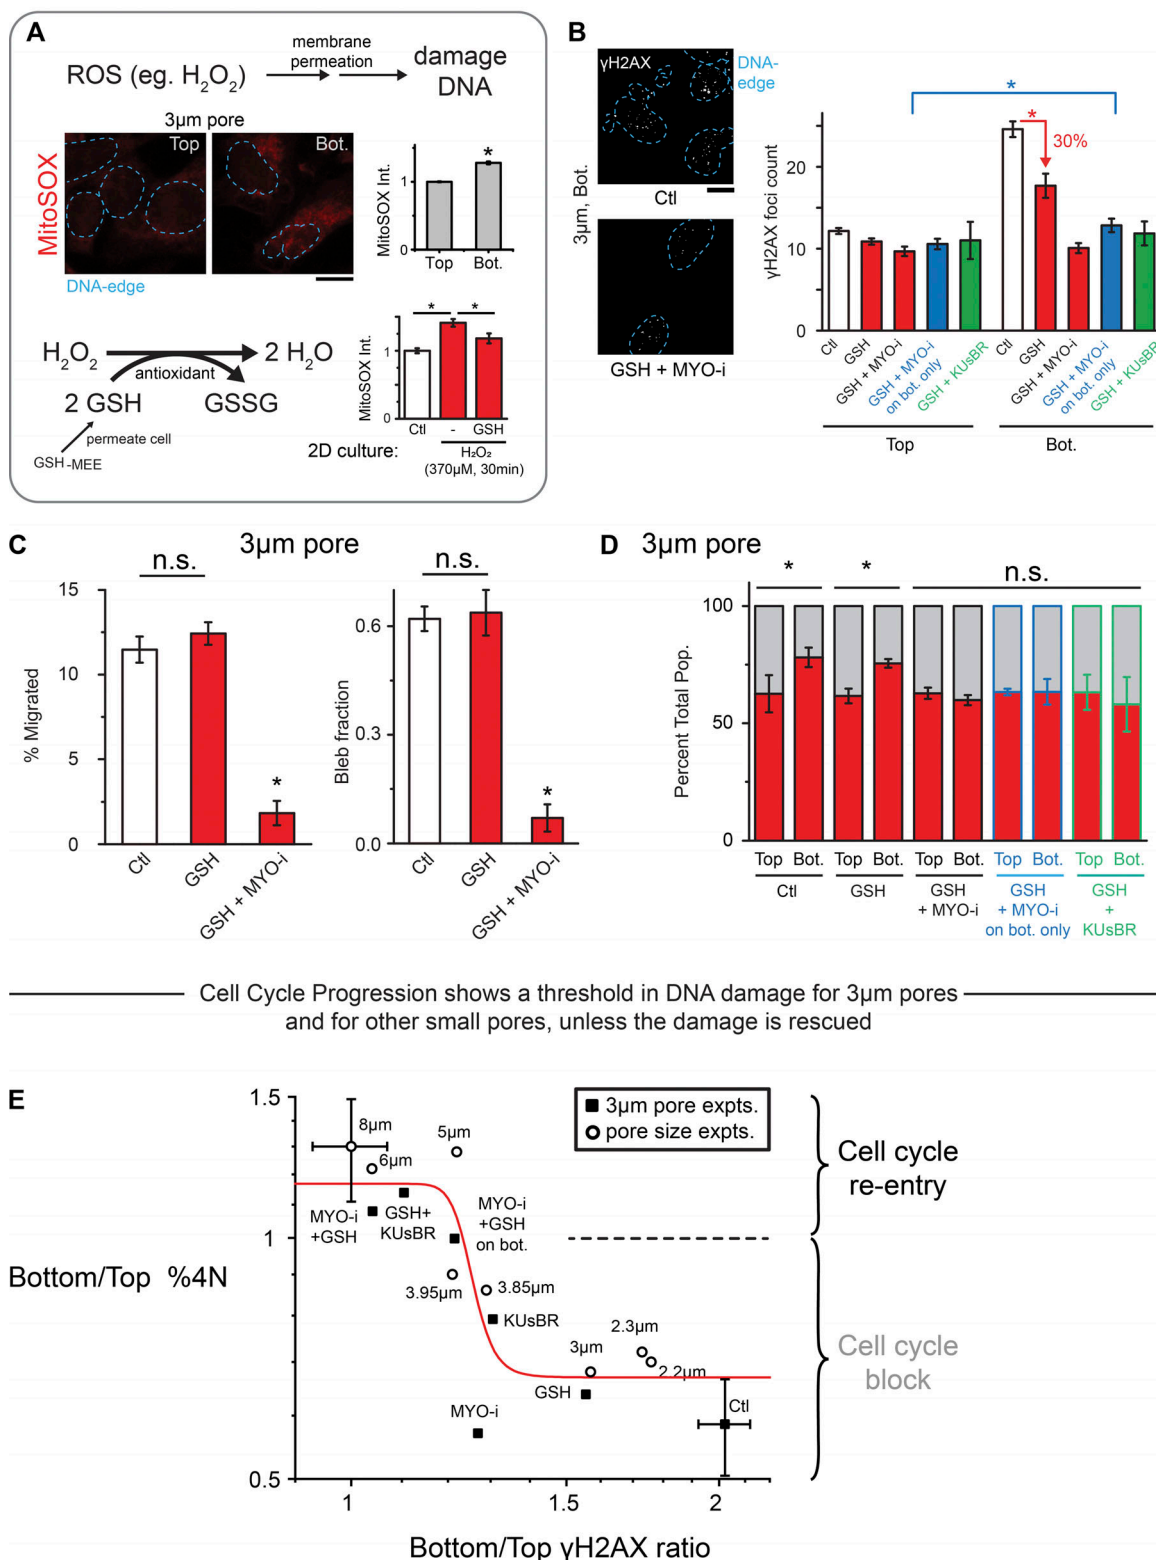 A
ROS (eg. H₂O₂)
membrane
permeation
damage
DNA
3µm pore
Top
Bot.
MitoSOX
DNA-edge
MitoSOX Int.
1
0
*
Top
Bot.
H₂O₂
2 H₂O
antioxidant
2 GSH
GSSG
permeate cell
GSH-MEE
MitoSOX Int.
1
0
*
*
Ctl
-
GSH
2D culture:
H₂O₂
(370µM, 30min)
B
γH2AX
DNA-
edge
3µm, Bot.
Ctl
GSH + MYO-i
γH2AX foci count
20
10
0
*
*
30%
Ctl
GSH
GSH + MYO-i
GSH + MYO-i
on bot. only
GSH + KUsBR
Ctl
GSH
GSH + MYO-i
GSH + MYO-i
on bot. only
GSH + KUsBR
Top
Bot.
C
3µm pore
n.s.
% Migrated
15
10
5
0
*
Ctl
GSH
GSH + MYO-i
n.s.
Bleb fraction
0.6
0.3
0.0
*
Ctl
GSH
GSH + MYO-i
D
3µm pore
*
*
n.s.
Percent Total Pop.
100
50
0
Top Bot.
Top Bot.
Top Bot.
Top Bot.
Top Bot.
Ctl
GSH
GSH
+ MYO-i
GSH
+ MYO-i
on bot. only
GSH
+
KUsBR
Cell Cycle Progression shows a threshold in DNA damage for 3µm pores
and for other small pores, unless the damage is rescued
E
Bottom/Top %4N
1.5
1
0.5
3µm pore expts.
pore size expts.
8µm
6µm
5µm
MYO-i
+GSH
GSH+
KUsBR
MYO-i
+GSH
on bot.
3.95µm
3.85µm
KUsBR
2.3µm
3µm
2.2µm
GSH
MYO-i
Ctl
Cell cycle
re-entry
Cell cycle
block
1
1.5
2
Bottom/Top γH2AX ratio